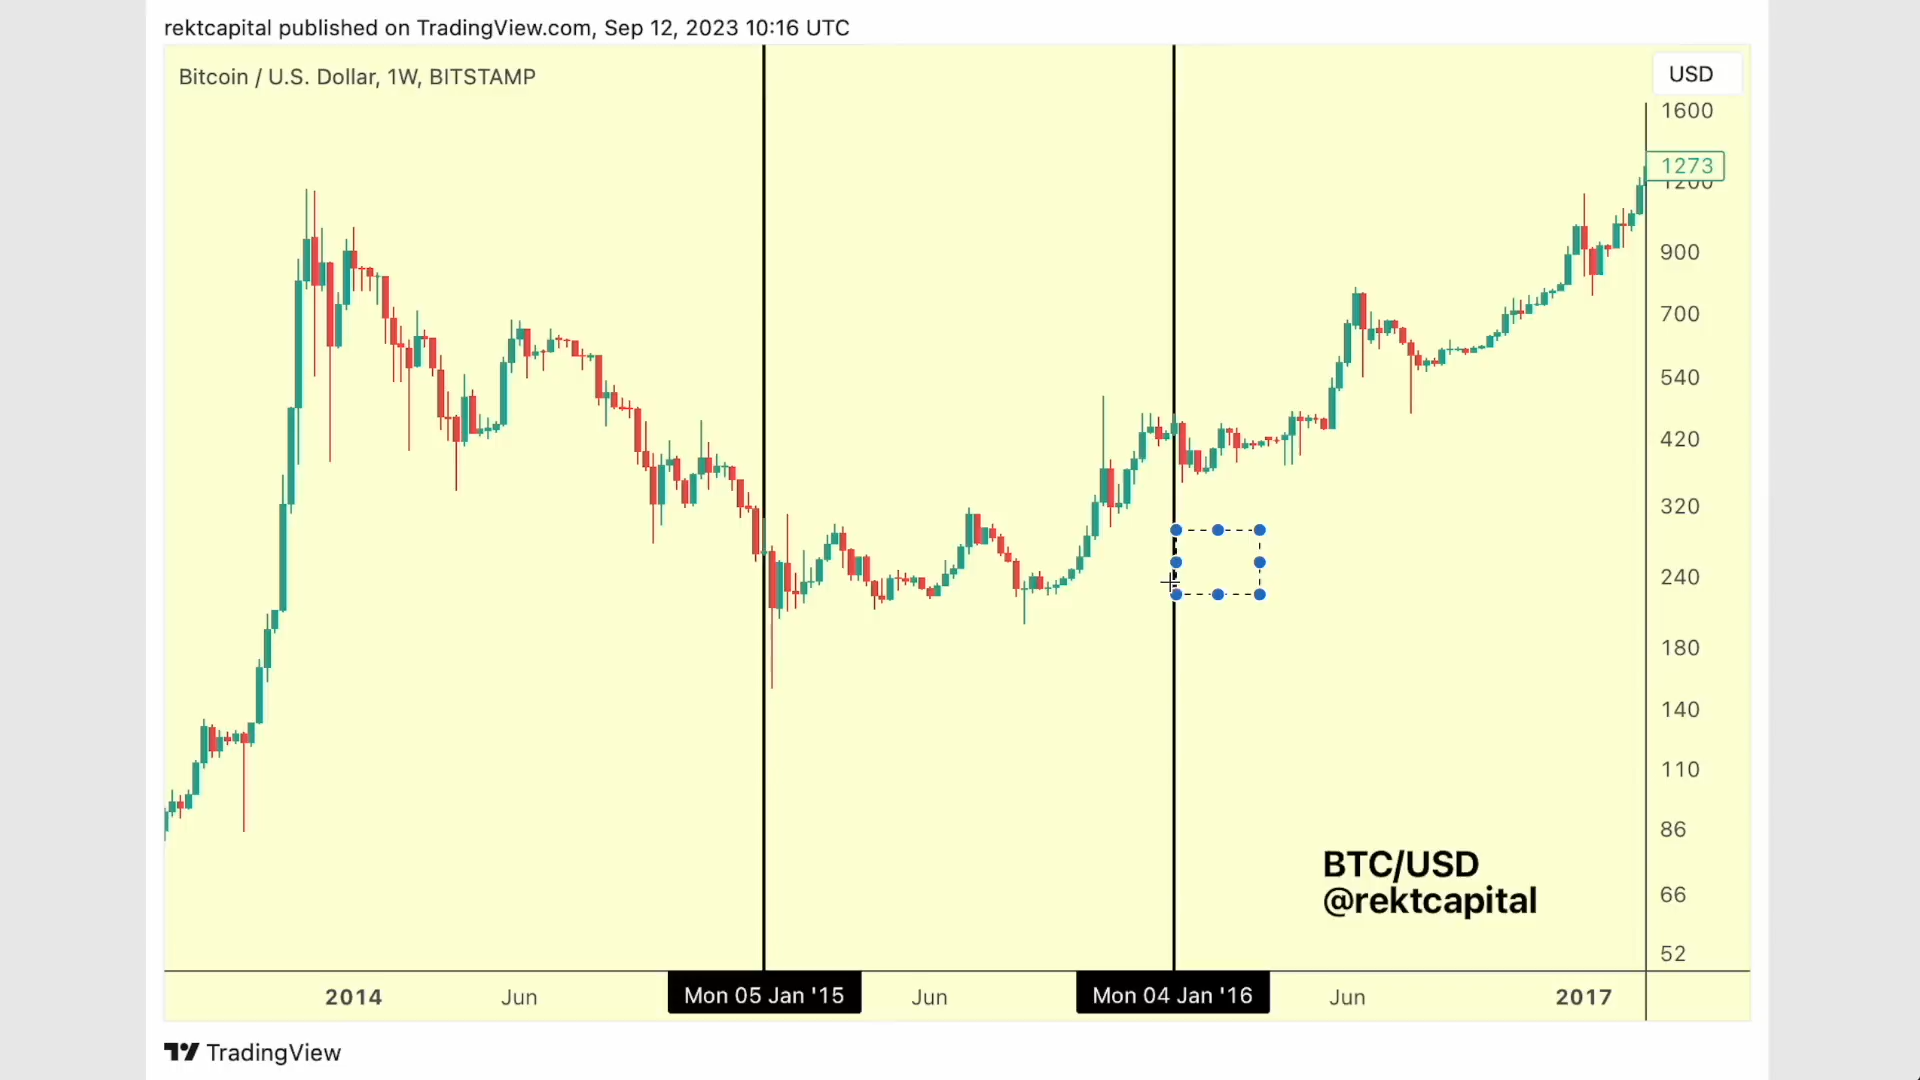 rektcapital published on TradingView.com, Sep 12, 2023 10:16 UTC
Bitcoin / U.S. Dollar, 1W, BITSTAMP
USD
1600
1273
1200
900
700
540
420
320
240
180
140
110
86
66
52
BTC/USD
@rektcapital
2014
Jun
Mon 05 Jan '15
Jun
Mon 04 Jan '16
Jun
2017
TradingView